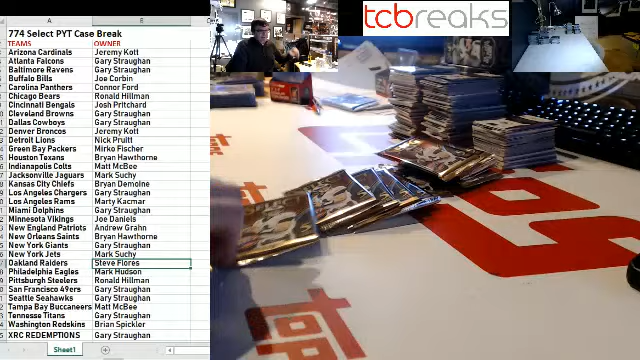 774 Select PYT Case Break
TEAMS OWNER
Arizona Cardinals Jeremy Kott
Atlanta Falcons Gary Straughan
Baltimore Ravens Gary Straughan
Buffalo Bills Joe Corbin
Carolina Panthers Connor Ford
Chicago Bears Ronald Hillman
Cincinnati Bengals Josh Pritchard
Cleveland Browns Gary Straughan
Dallas Cowboys Gary Straughan
Denver Broncos Jeremy Kott
Detroit Lions Nick Pruitt
Green Bay Packers Mirko Fischer
Houston Texans Bryan Hawthorne
Indianapolis Colts Matt McBee
Jacksonville Jaguars Mark Suchy
Kansas City Chiefs Bryan Demoine
Los Angeles Chargers Gary Straughan
Los Angeles Rams Marty Kacmar
Miami Dolphins Gary Straughan
Minnesota Vikings Joe Daniels
New England Patriots Andrew Grahn
New Orleans Saints Bryan Hawthorne
New York Giants Gary Straughan
New York Jets Mark Suchy
Oakland Raiders Steve Flores
Philadelphia Eagles Mark Hudson
Pittsburgh Steelers Ronald Hillman
San Francisco 49ers Gary Straughan
Seattle Seahawks Gary Straughan
Tampa Bay Buccaneers Matt McBee
Tennesse Titans Gary Straughan
Washington Redskins Brian Spickler
XRC REDEMPTIONS Gary Straughan
Sheet1
tcbreaks